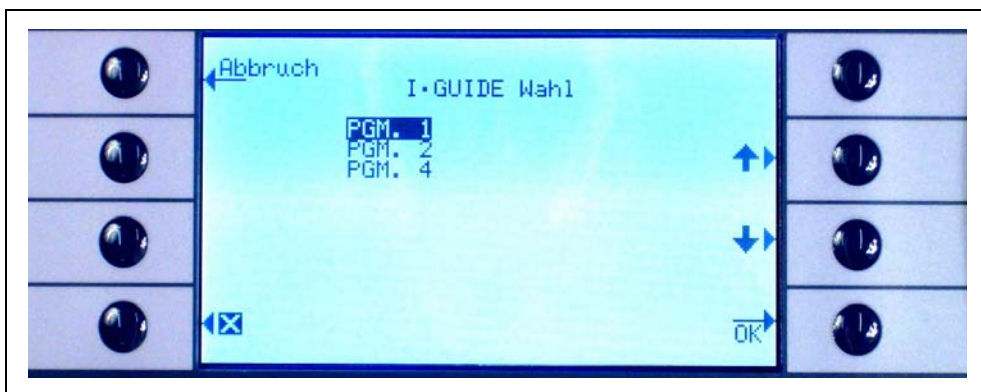 Abbruch
I·GUIDE Wahl
PGM. 1
PGM. 2
PGM. 4
OK